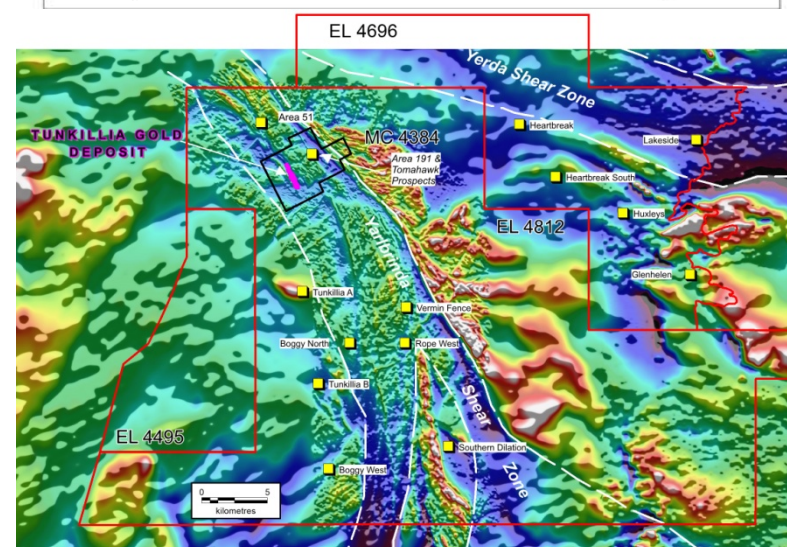 EL 4696
Yerda Shear Zone
Area 51
TUNKILLIA GOLD
DEPOSIT
MC 4384
Area 191 &
Tomahawk
Prospects
Heartbreak
Lakeside
Heartbreak South
Huxleys
EL 4812
Yarlbrinda
Glenhelen
Tunkillia A
Vermin Fence
Boggy North
Rope West
Tunkillia B
Shear
EL 4495
Southern Dilation
Zone
Boggy West
0 5
kilometres